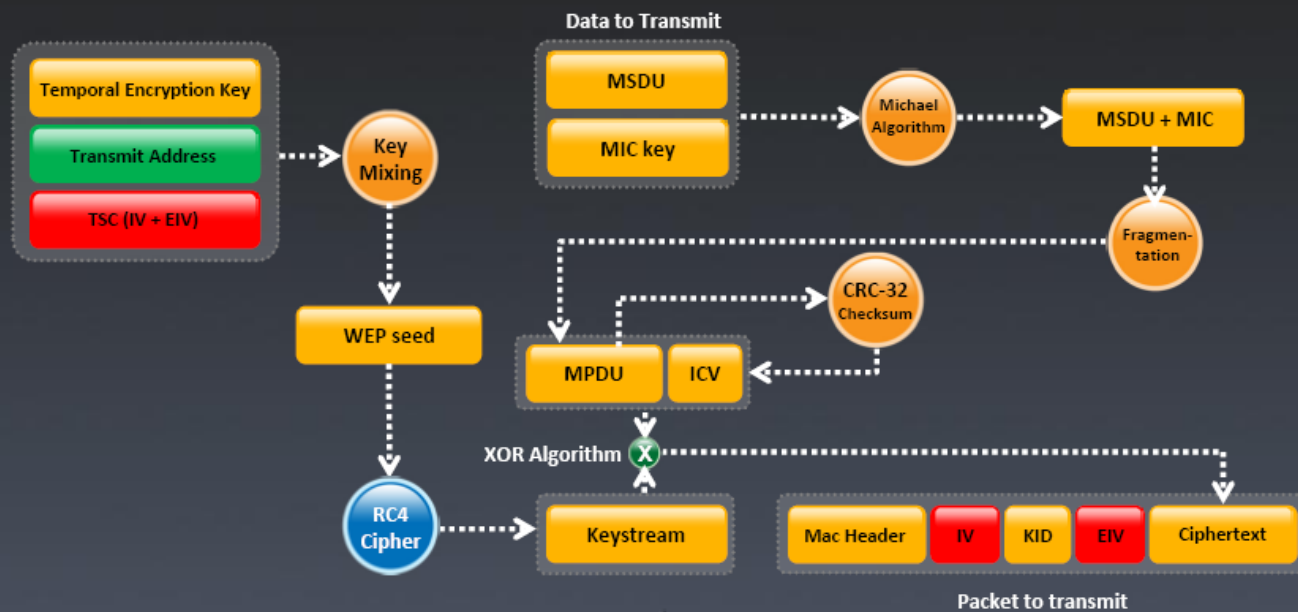 Data to Transmit
Temporal Encryption Key
Transmit Address
TSC (IV + EIV)
Key
Mixing
MSDU
MIC key
Michael
Algorithm
MSDU + MIC
Fragmen-
tation
CRC-32
Checksum
WEP seed
MPDU
ICV
XOR Algorithm
X
RC4
Cipher
Keystream
Mac Header
IV
KID
EIV
Ciphertext
Packet to transmit